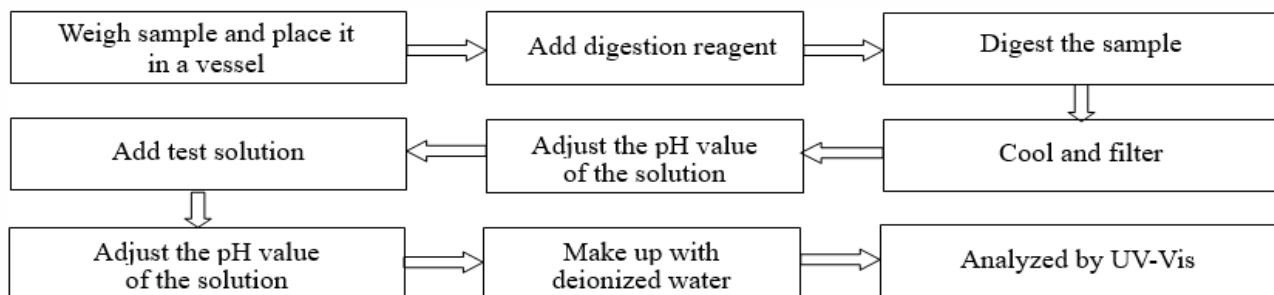 Weigh sample and place it
in a vessel
Add digestion reagent
Digest the sample
Cool and filter
Adjust the pH value
of the solution
Add test solution
Adjust the pH value
of the solution
Make up with
deionized water
Analyzed by UV-Vis